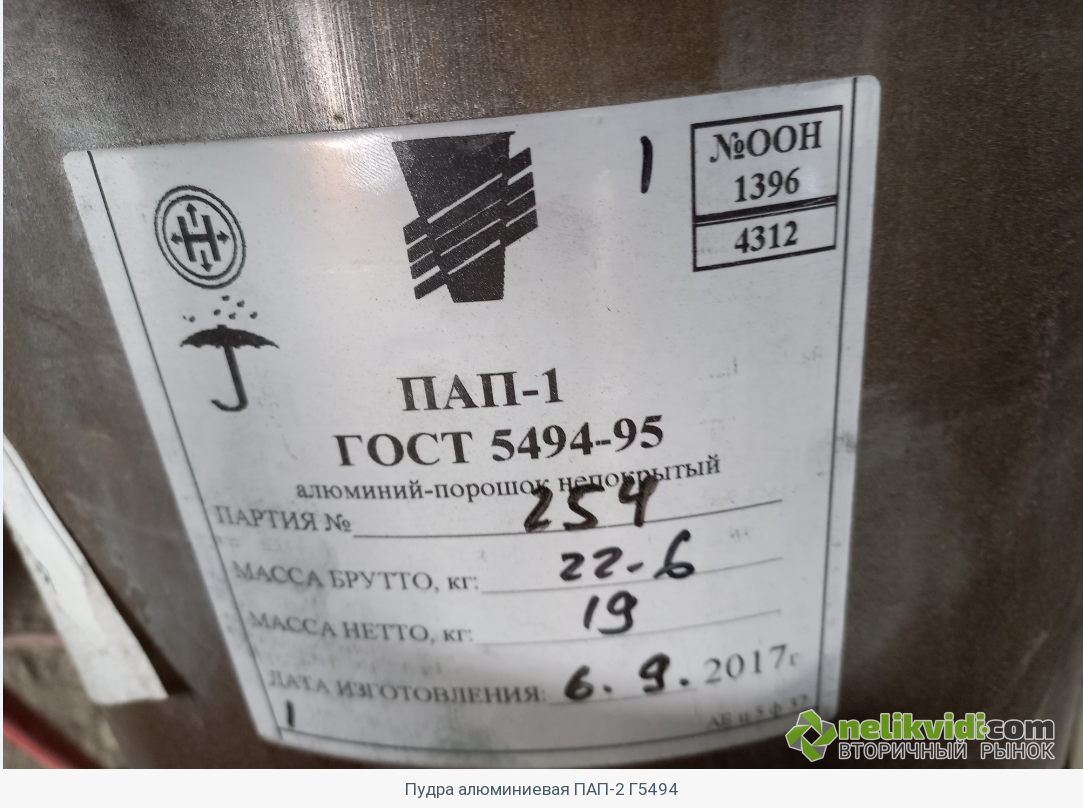 1
№ООН
1396
4312
Н
ПАП-1
ГОСТ 5494-95
алюминий-порошок непокрытый
ПАРТИЯ № 254
МАССА БРУТТО, кг: 22-6
МАССА НЕТТО, кг: 19
ДАТА ИЗГОТОВЛЕНИЯ: 6. 9. 2017г
1
nelikvidi.com
ВТОРИЧНЫЙ РЫНОК
Пудра алюминиевая ПАП-2 Г5494